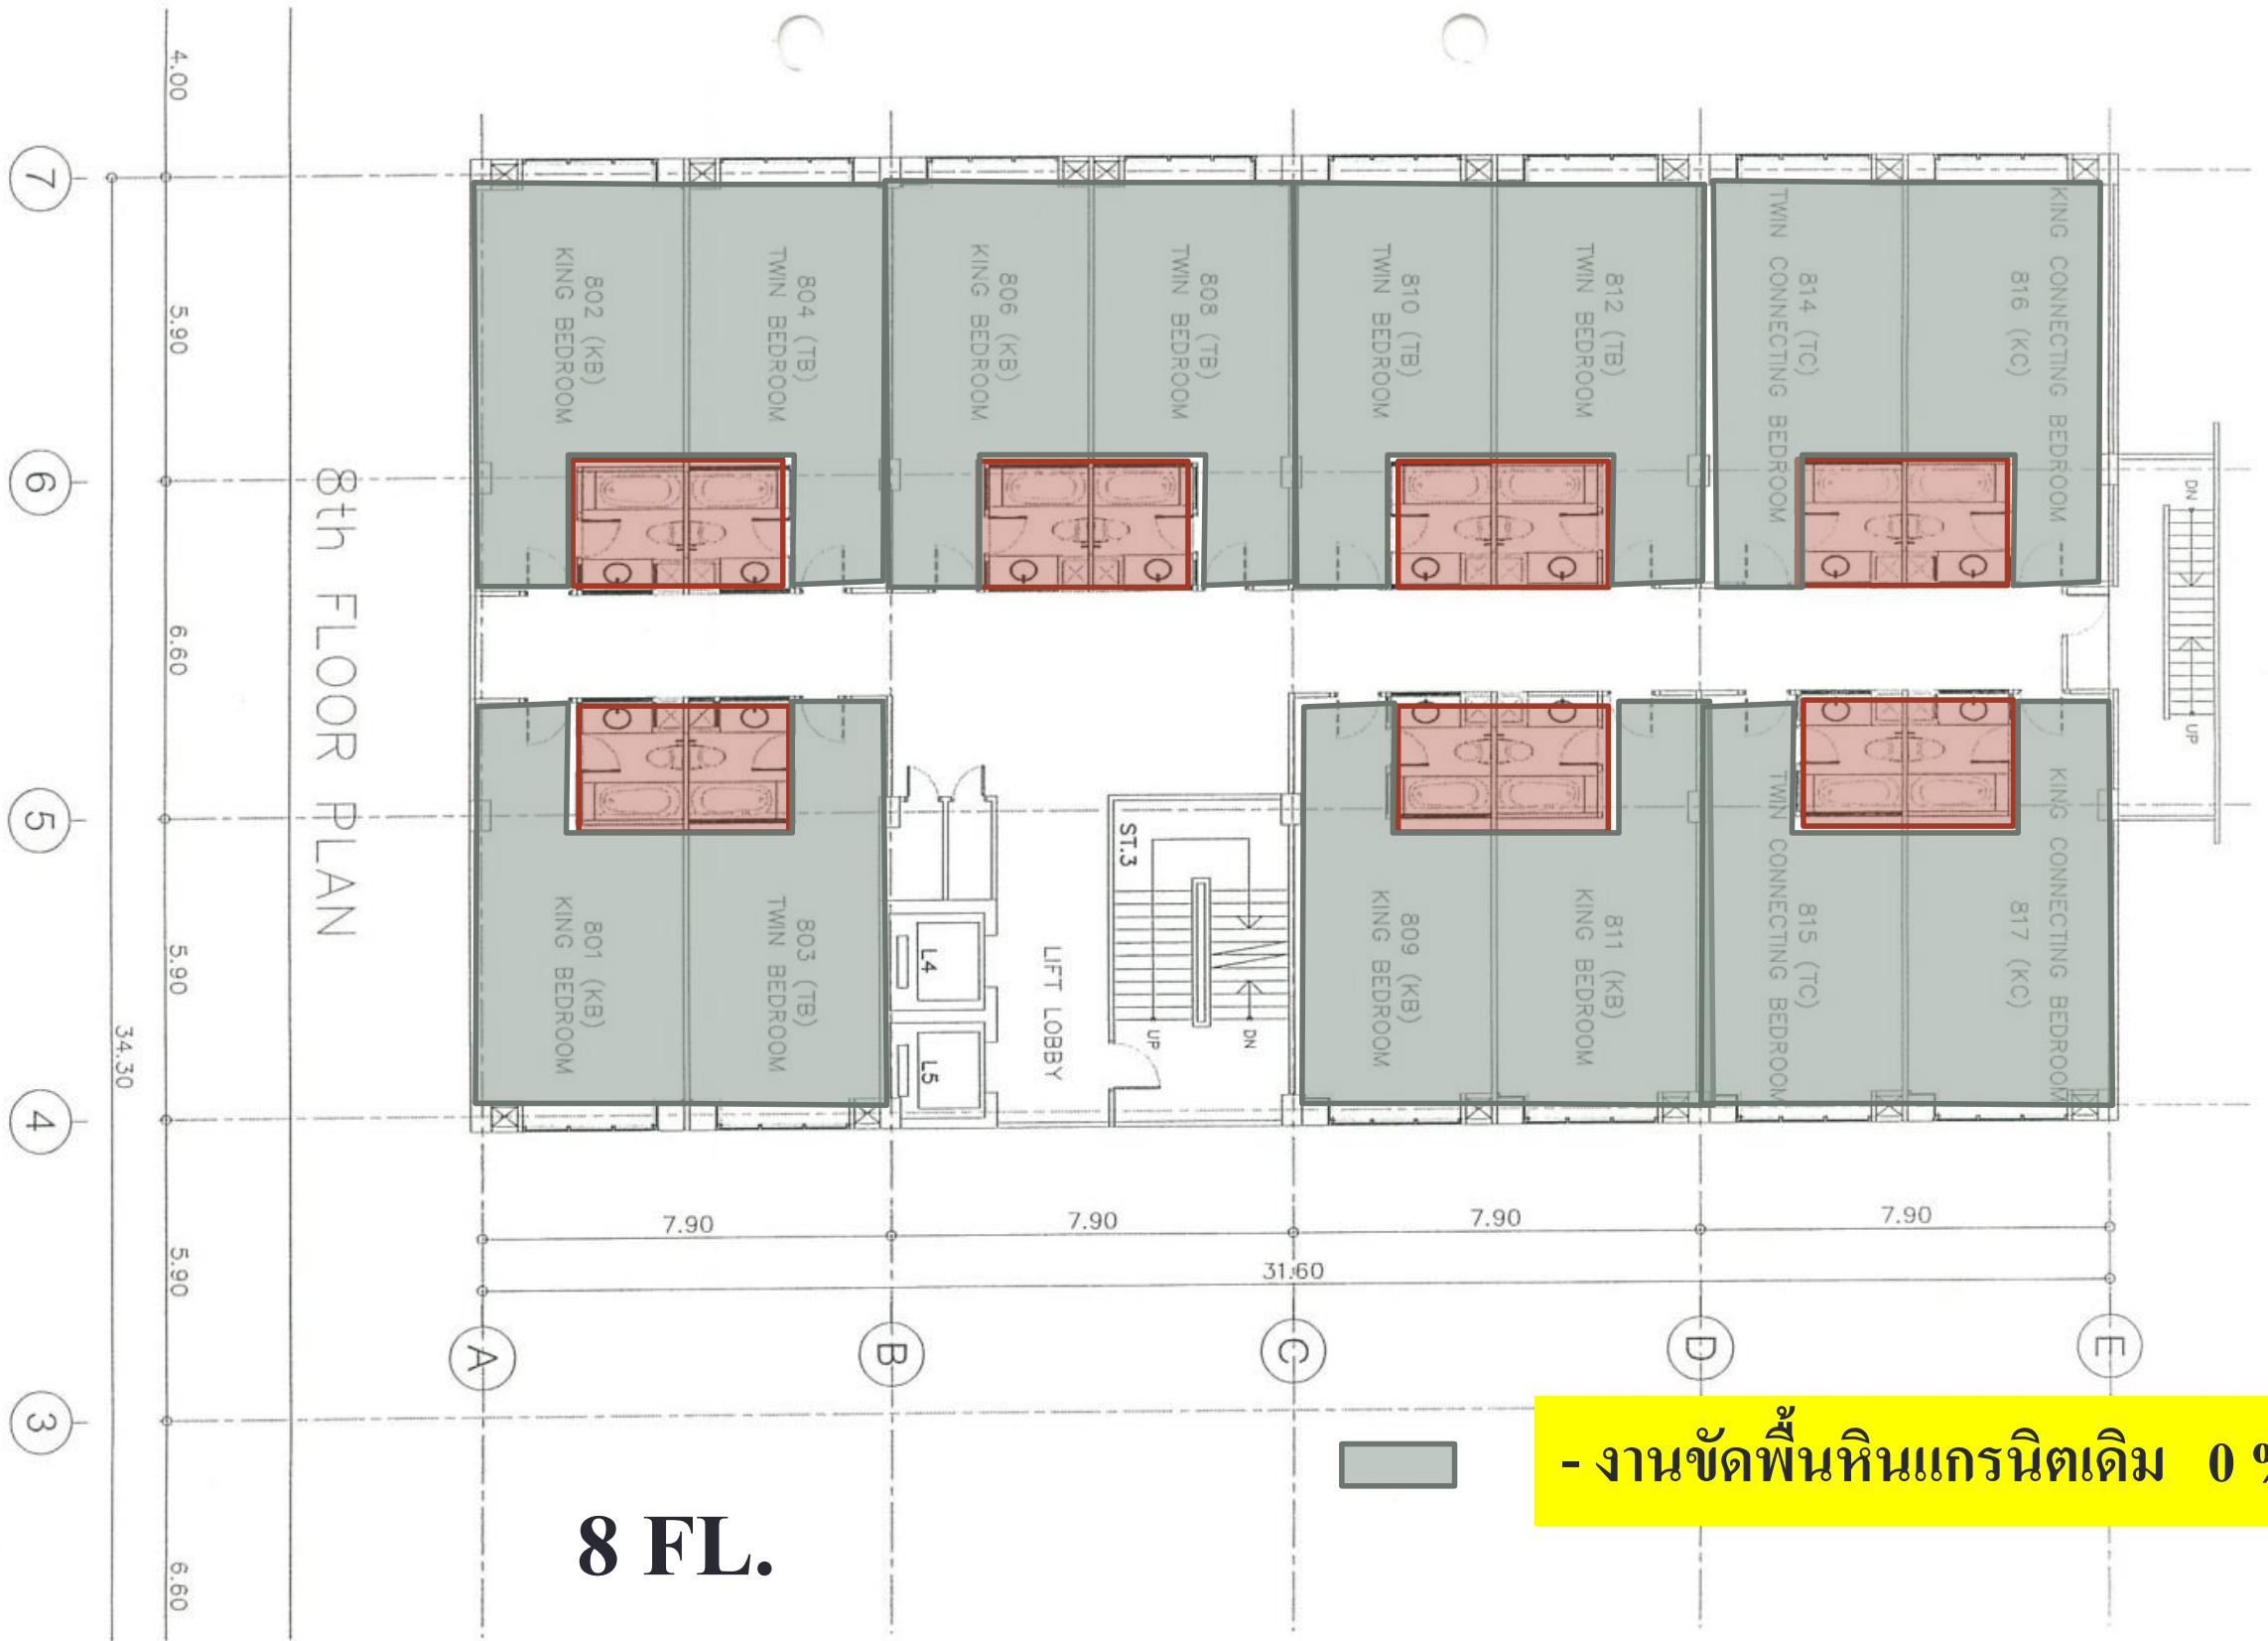 4.00
5.90
6.60
5.90
5.90
6.60
34.30
7
6
5
4
3
8th FLOOR PLAN
802 (KB)
KING BEDROOM
804 (TB)
TWIN BEDROOM
806 (KB)
KING BEDROOM
808 (TB)
TWIN BEDROOM
810 (TB)
TWIN BEDROOM
812 (TB)
TWIN BEDROOM
814 (TC)
TWIN CONNECTING BEDROOM
816 (KC)
KING CONNECTING BEDROOM
DN
UP
801 (KB)
KING BEDROOM
803 (TB)
TWIN BEDROOM
L4
L5
LIFT LOBBY
ST.3
UP
DN
809 (KB)
KING BEDROOM
811 (KB)
KING BEDROOM
815 (TC)
TWIN CONNECTING BEDROOM
817 (KC)
KING CONNECTING BEDROOM
7.90
7.90
7.90
7.90
31.60
A
B
C
D
E
- งานขัดพื้นหินแกรนิตเดิม 0 %
8 FL.